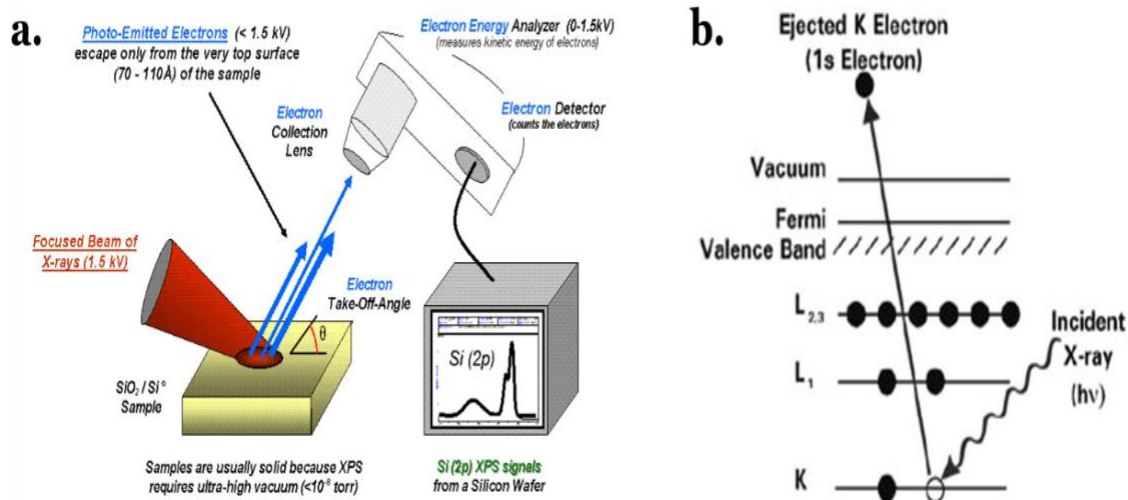 a.
Photo-Emitted Electrons (< 1.5 kV)
escape only from the very top surface
(70 - 110Å) of the sample
Electron Energy Analyzer (0-1.5kV)
(measures kinetic energy of electrons)
Electron
Collection
Lens
Electron Detector
(counts the electrons)
Focused Beam of
X-rays (1.5 kV)
Electron
Take-Off-Angle
θ
SiO2 / Si°
Sample
Si (2p)
Samples are usually solid because XPS
requires ultra-high vacuum (<10-8 torr)
Si (2p) XPS signals
from a Silicon Wafer
b.
Ejected K Electron
(1s Electron)
Vacuum
Fermi
Valence Band
L2,3
L1
K
Incident
X-ray
(hν)